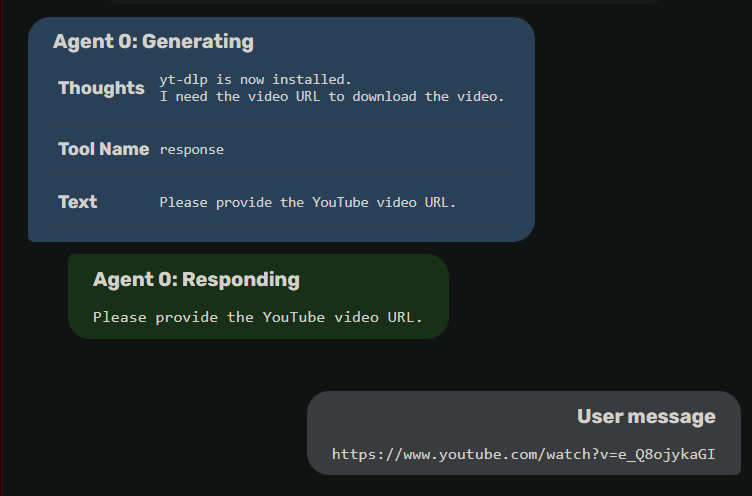 Agent 0: Generating
Thoughts yt-dlp is now installed.
I need the video URL to download the video.
Tool Name response
Text Please provide the YouTube video URL.
Agent 0: Responding
Please provide the YouTube video URL.
User message
https://www.youtube.com/watch?v=e_Q8ojykaGI